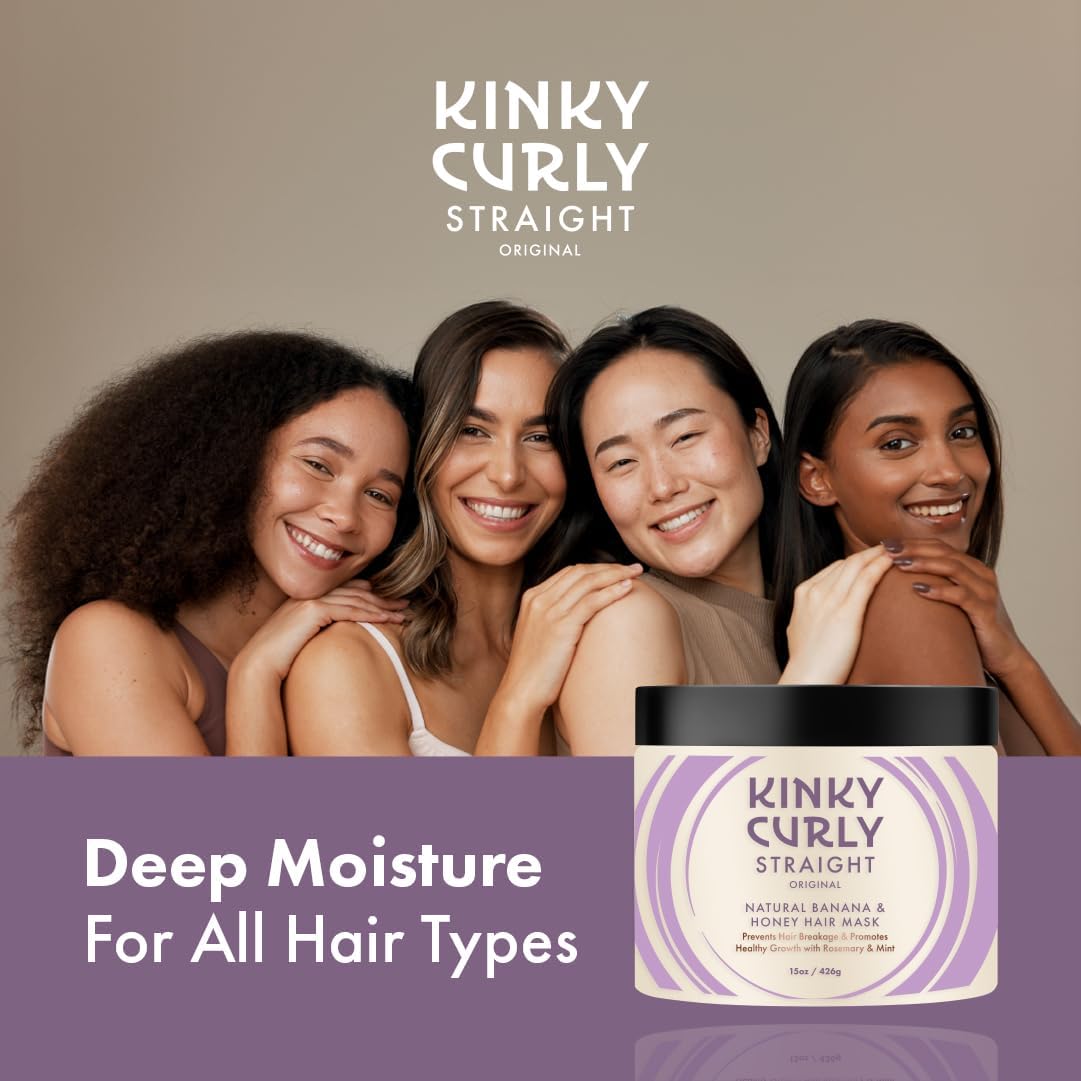 KINKY
CURLY
STRAIGHT
ORIGINAL
Deep Moisture
For All Hair Types
KINKY
CURLY
STRAIGHT
ORIGINAL
NATURAL BANANA &
HONEY HAIR MASK
Prevents Hair Breakage & Promotes
Healthy Growth with Rosemary & Mint
15oz / 426g